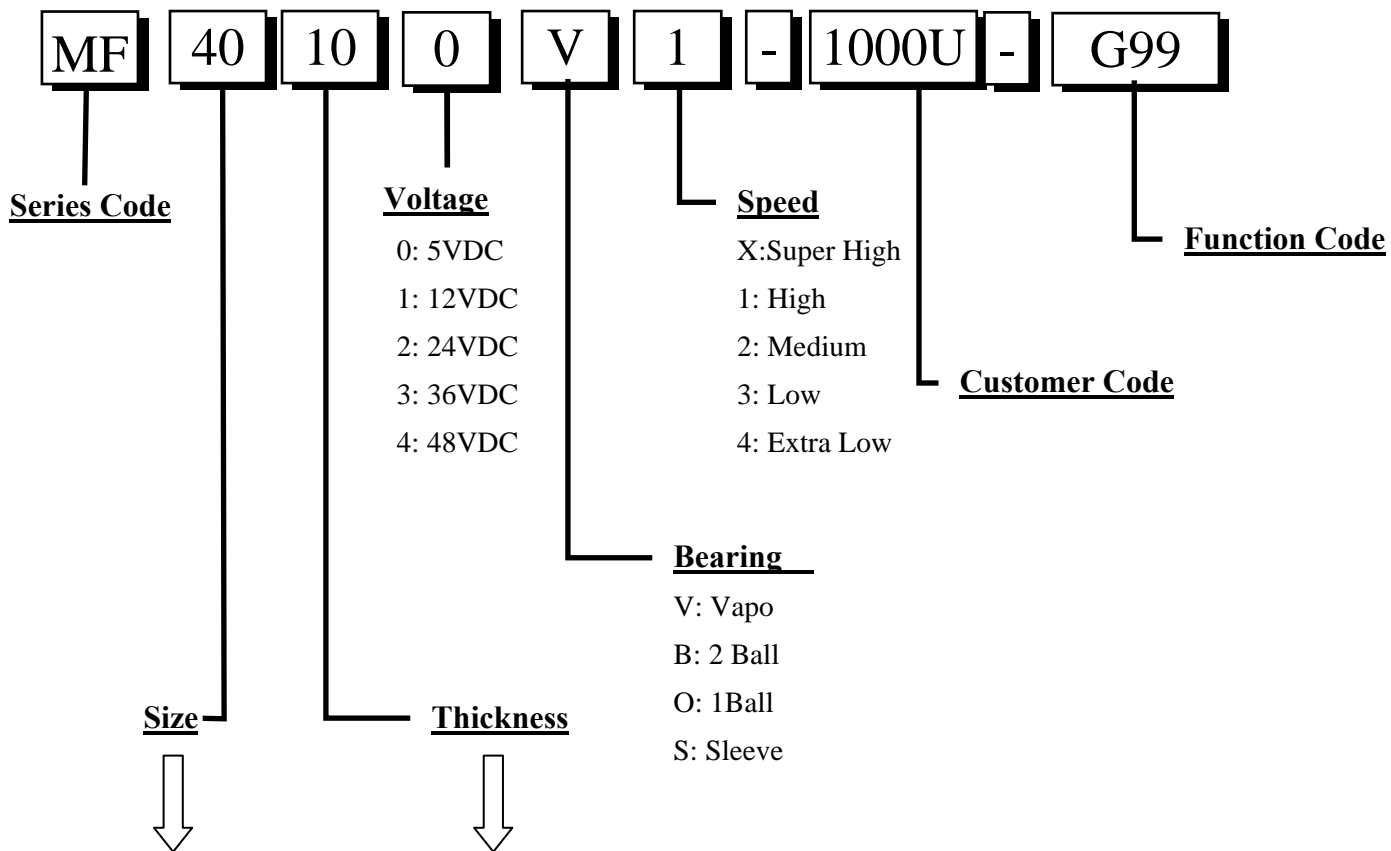 MF 40 10 0 V 1 - 1000U - G99
Series Code
Voltage
0: 5VDC
1: 12VDC
2: 24VDC
3: 36VDC
4: 48VDC
Speed
X:Super High
1: High
2: Medium
3: Low
4: Extra Low
Function Code
Customer Code
Bearing
V: Vapo
B: 2 Ball
O: 1Ball
S: Sleeve
Size
Thickness